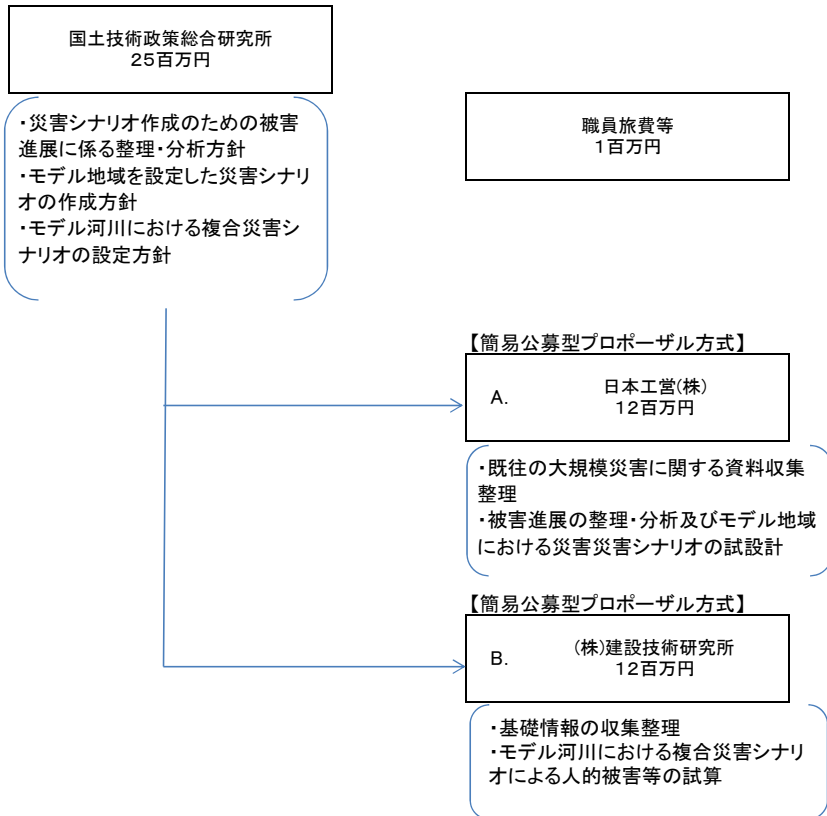 国土技術政策総合研究所
25百万円
・災害シナリオ作成のための被害
進展に係る整理・分析方針
・モデル地域を設定した災害シナリ
オの作成方針
・モデル河川における複合災害シ
ナリオの設定方針
職員旅費等
1百万円
【簡易公募型プロポーザル方式】
A. 日本工営(株)
12百万円
・既往の大規模災害に関する資料収集
整理
・被害進展の整理・分析及びモデル地域
における災害災害シナリオの試設計
【簡易公募型プロポーザル方式】
B. (株)建設技術研究所
12百万円
・基礎情報の収集整理
・モデル河川における複合災害シナリ
オによる人的被害等の試算